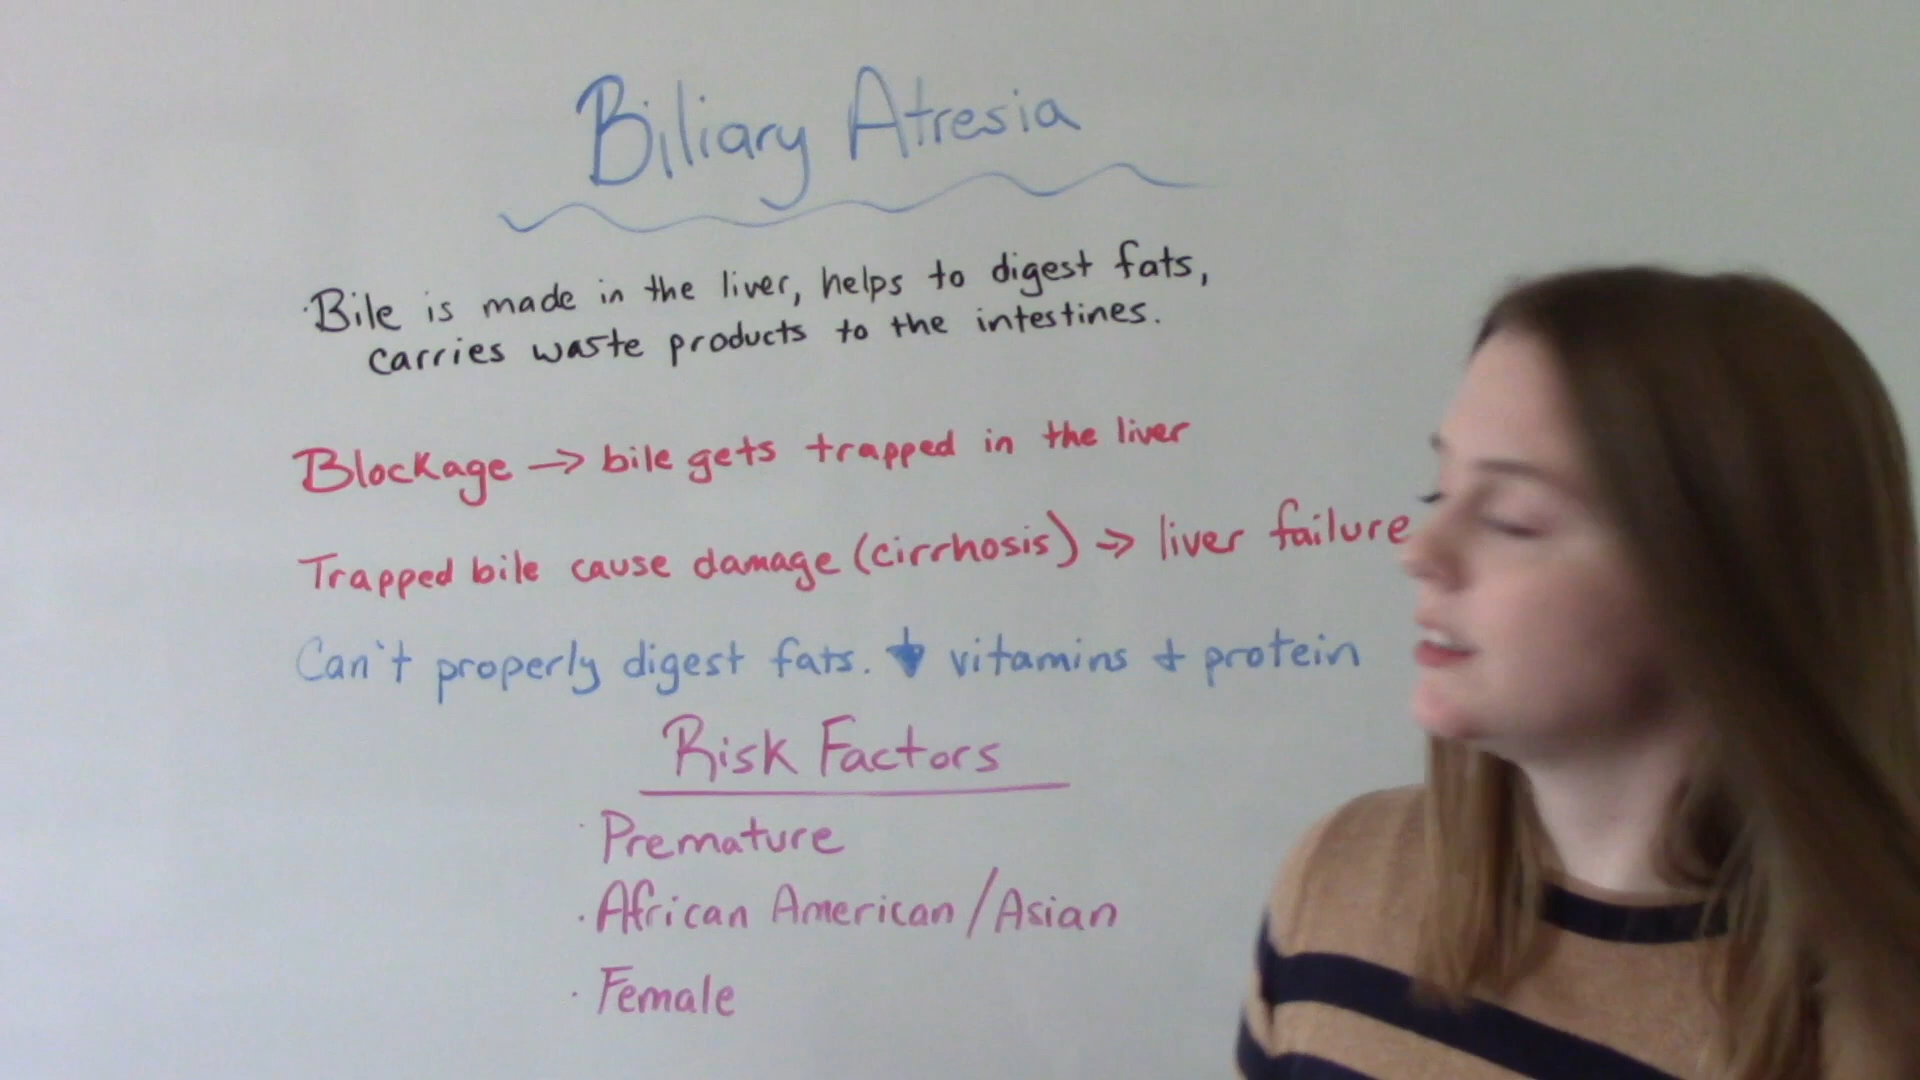 Biliary Atresia
·Bile is made in the liver, helps to digest fats,
carries waste products to the intestines.
Blockage → bile gets trapped in the liver
Trapped bile cause damage (cirrhosis) → liver failure
Can't properly digest fats. ↓ vitamins + protein
Risk Factors
· Premature
· African American/Asian
· Female